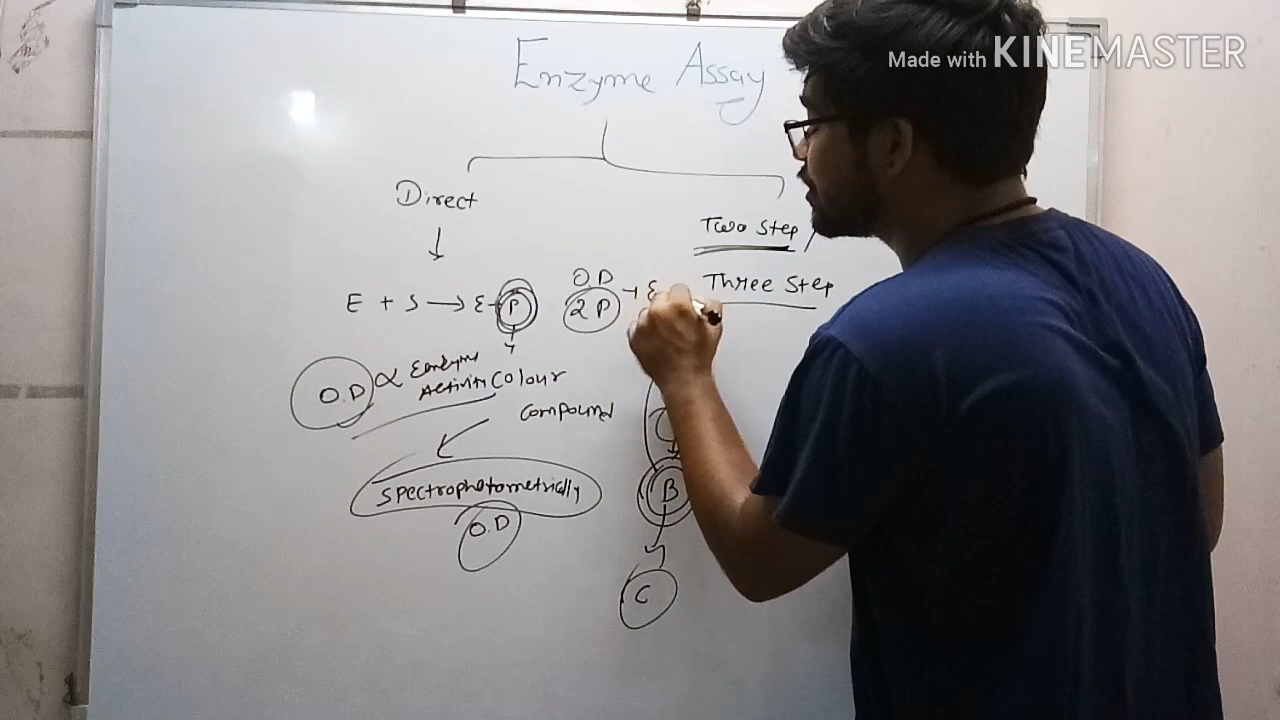 Made with KINEMASTER
Enzyme Assay
Direct
Two Step
Three Step
E + S → E + P
O.D
2 P + E
O.D ∝ Enzyme
Activity
Colour
Compound
Spectrophotometrically
O.D
B
C